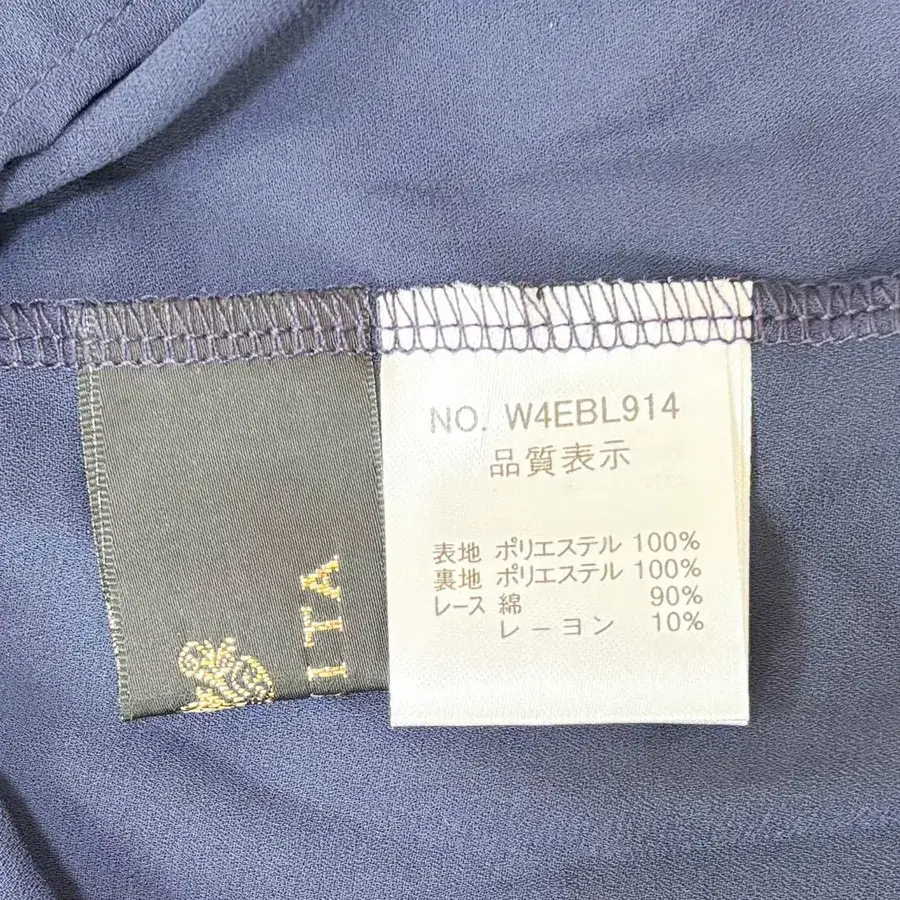 ITA
NO. W4EBL914
品質表示
表地 ポリエステル 100%
裏地 ポリエステル 100%
レース 綿 90%
レーヨン 10%